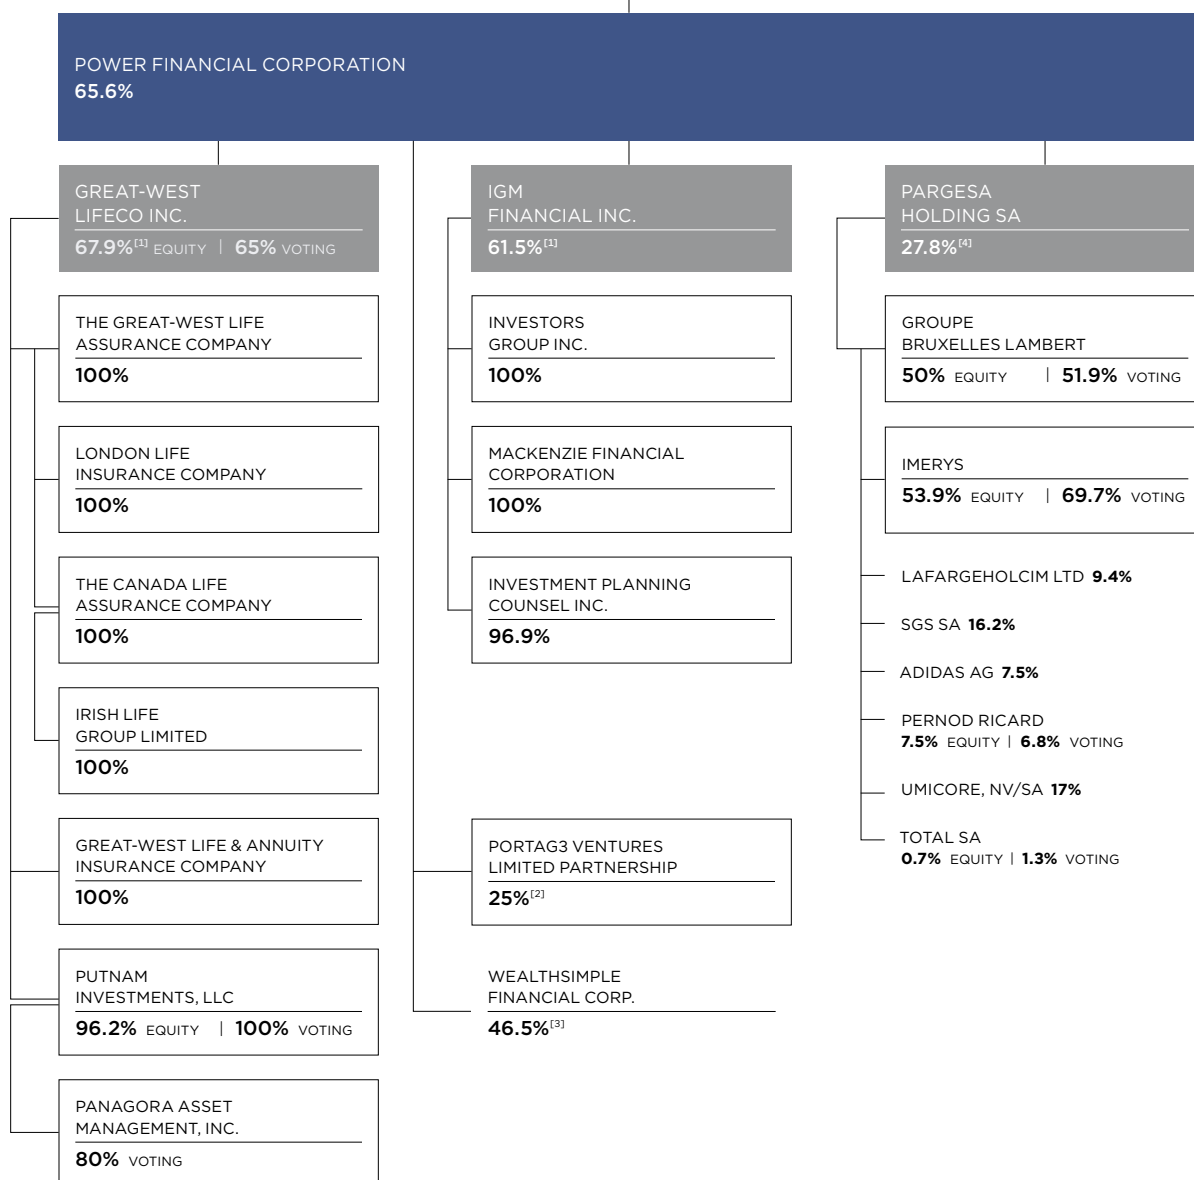 POWER FINANCIAL CORPORATION
65.6%
GREAT-WEST
LIFECO INC.
67.9%[1] EQUITY | 65% VOTING
THE GREAT-WEST LIFE
ASSURANCE COMPANY
100%
LONDON LIFE
INSURANCE COMPANY
100%
THE CANADA LIFE
ASSURANCE COMPANY
100%
IRISH LIFE
GROUP LIMITED
100%
GREAT-WEST LIFE & ANNUITY
INSURANCE COMPANY
100%
PUTNAM
INVESTMENTS, LLC
96.2% EQUITY | 100% VOTING
PANAGORA ASSET
MANAGEMENT, INC.
80% VOTING
IGM
FINANCIAL INC.
61.5%[1]
INVESTORS
GROUP INC.
100%
MACKENZIE FINANCIAL
CORPORATION
100%
INVESTMENT PLANNING
COUNSEL INC.
96.9%
PORTAG3 VENTURES
LIMITED PARTNERSHIP
25%[2]
WEALTHSIMPLE
FINANCIAL CORP.
46.5%[3]
PARGESA
HOLDING SA
27.8%[4]
GROUPE
BRUXELLES LAMBERT
50% EQUITY | 51.9% VOTING
IMERYS
53.9% EQUITY | 69.7% VOTING
LAFARGEHOLCIM LTD 9.4%
SGS SA 16.2%
ADIDAS AG 7.5%
PERNOD RICARD
7.5% EQUITY | 6.8% VOTING
UMICORE, NV/SA 17%
TOTAL SA
0.7% EQUITY | 1.3% VOTING